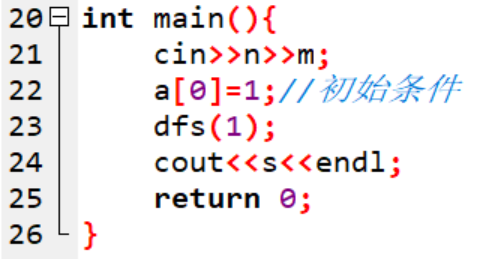 20 int main(){
21 cin>>n>>m;
22 a[0]=1;//初始条件
23 dfs(1);
24 cout<<s<<endl;
25 return 0;
26 }